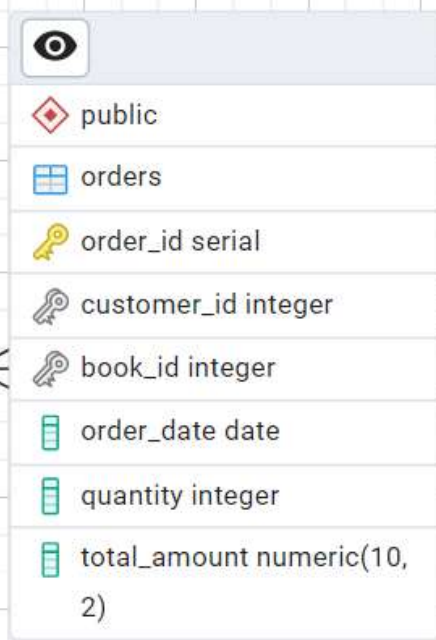 public
orders
order_id serial
customer_id integer
book_id integer
order_date date
quantity integer
total_amount numeric(10,
2)